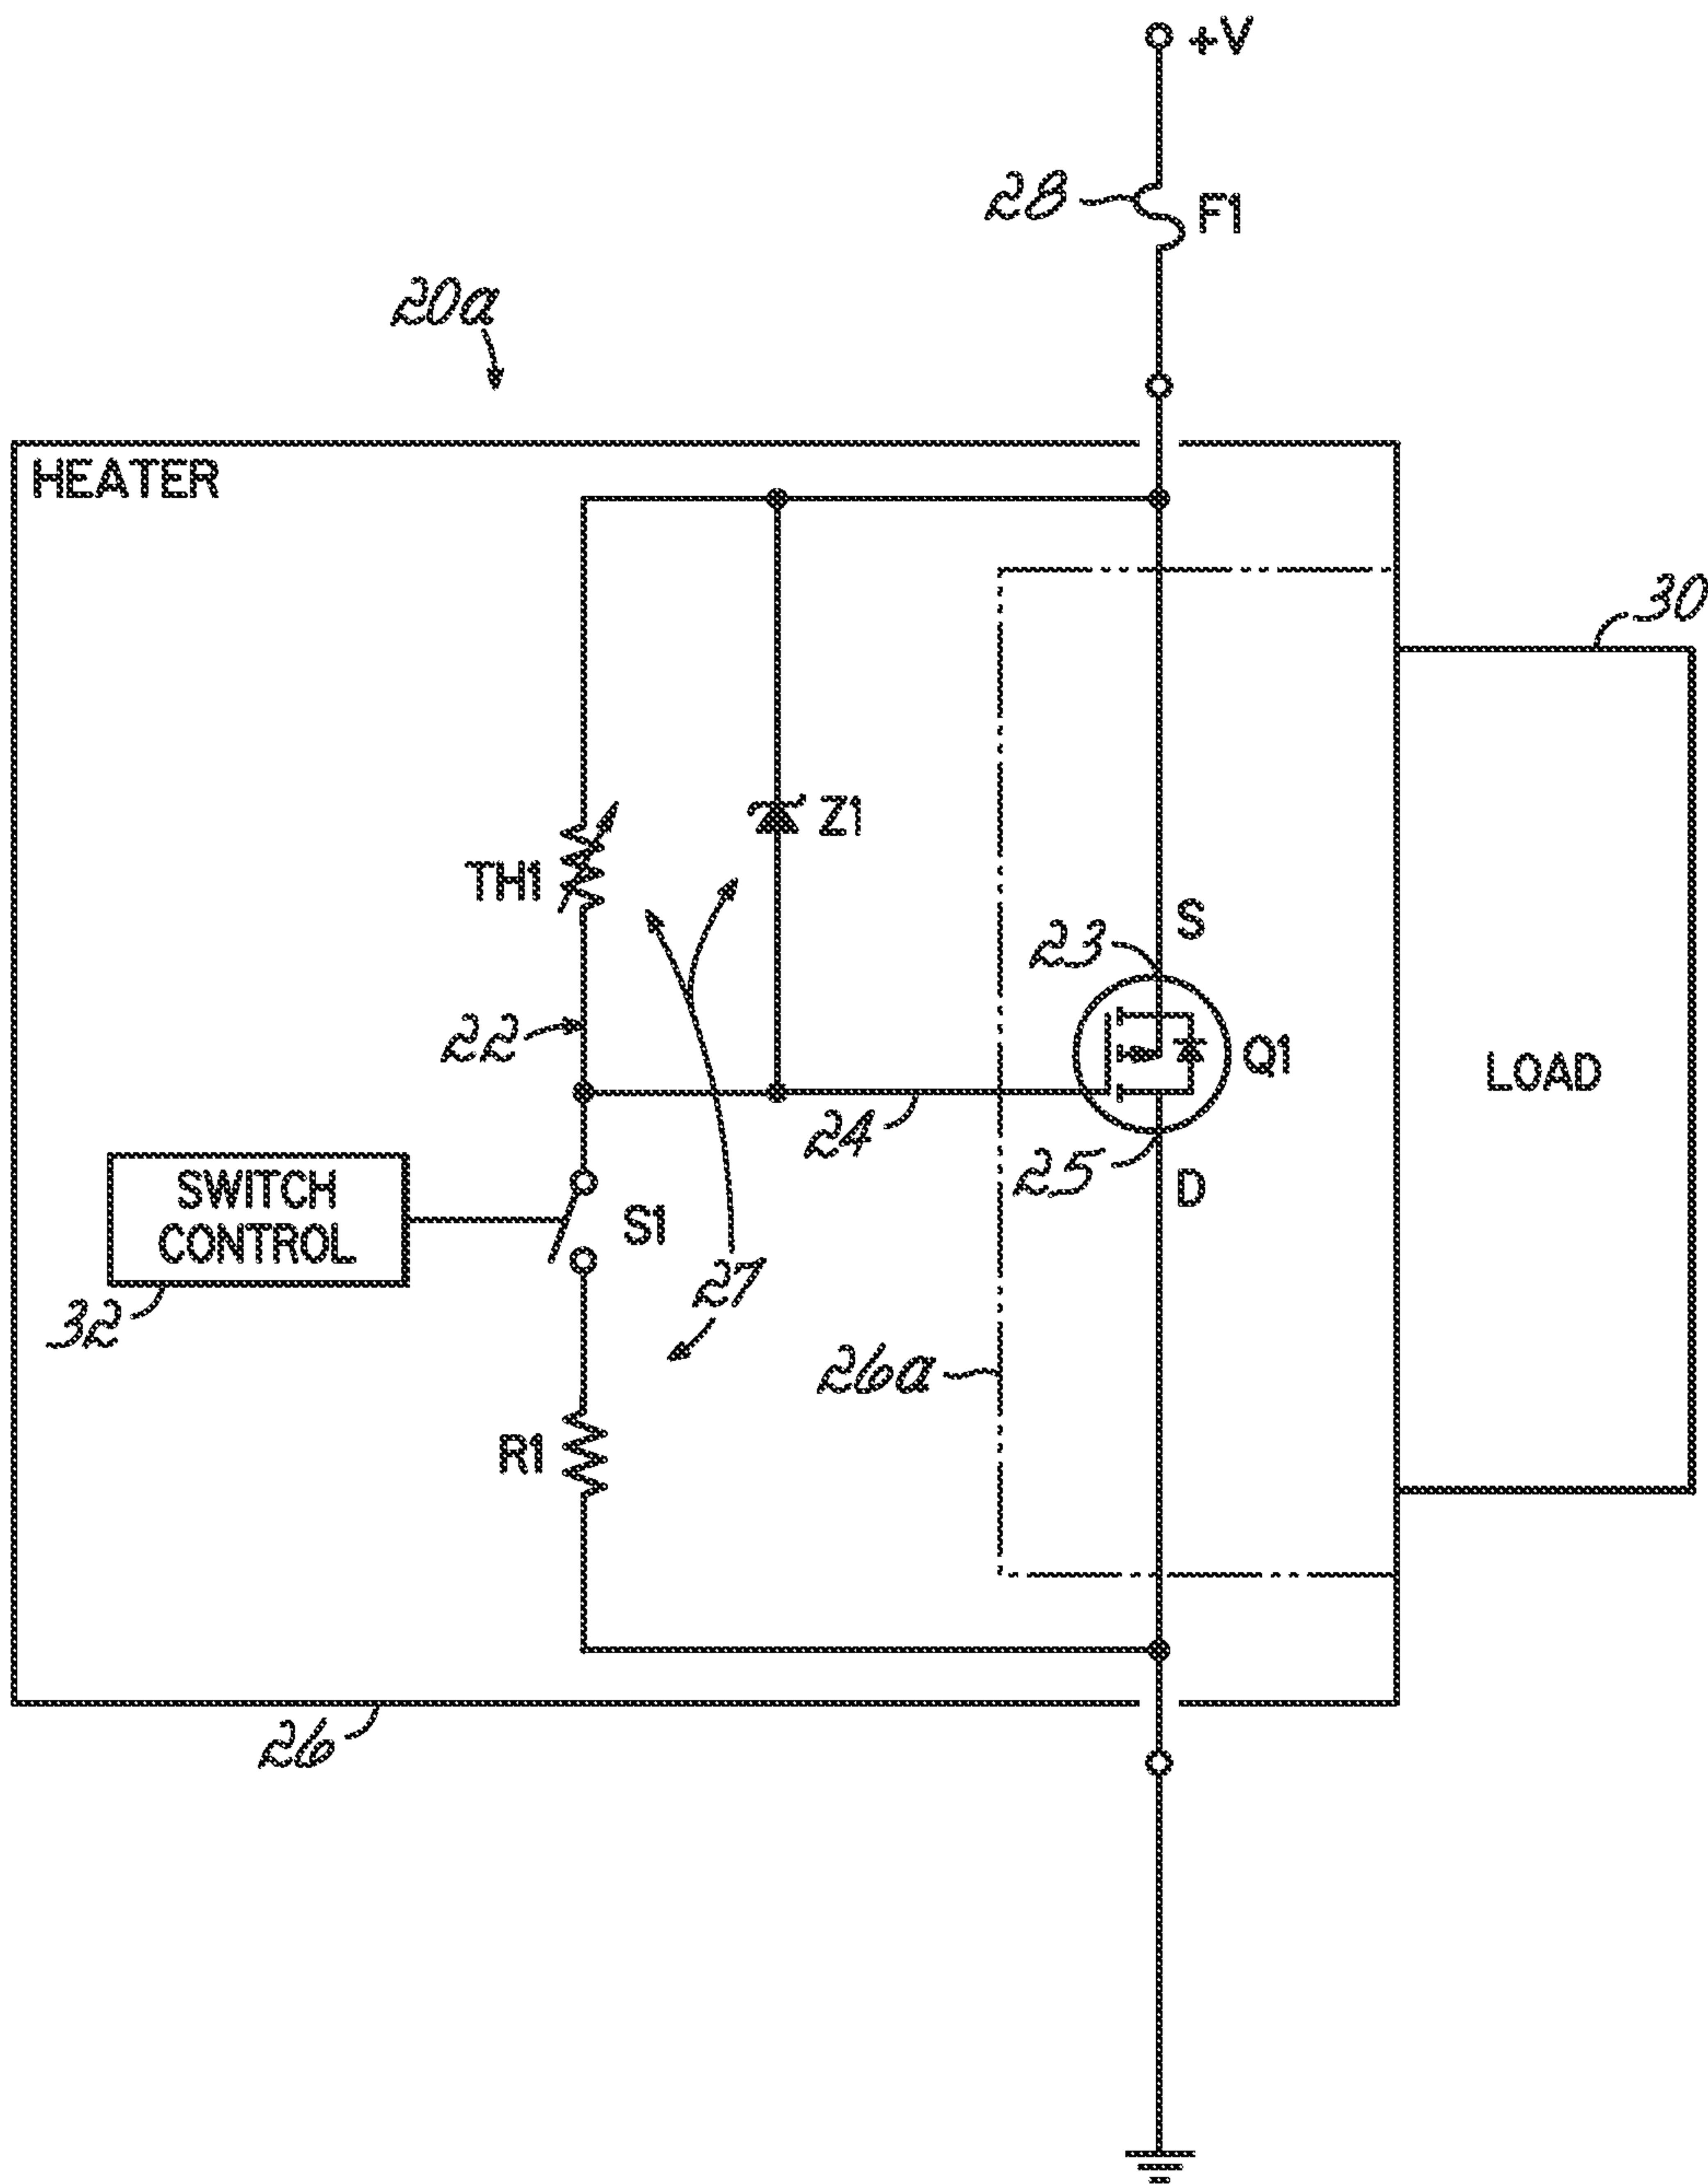 +V
28
F1
20a
HEATER
30
TH1
Z1
S
23
22
Q1
LOAD
24
25
D
SWITCH
CONTROL
S1
27
32
26a
R1
26